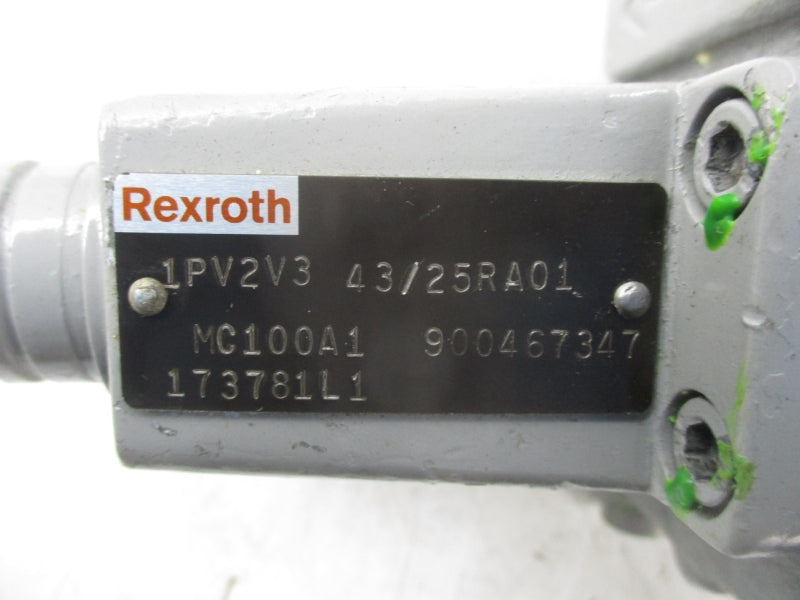 Rexroth
1PV2V3 43/25RA01
MC100A1 900467347
173781L1